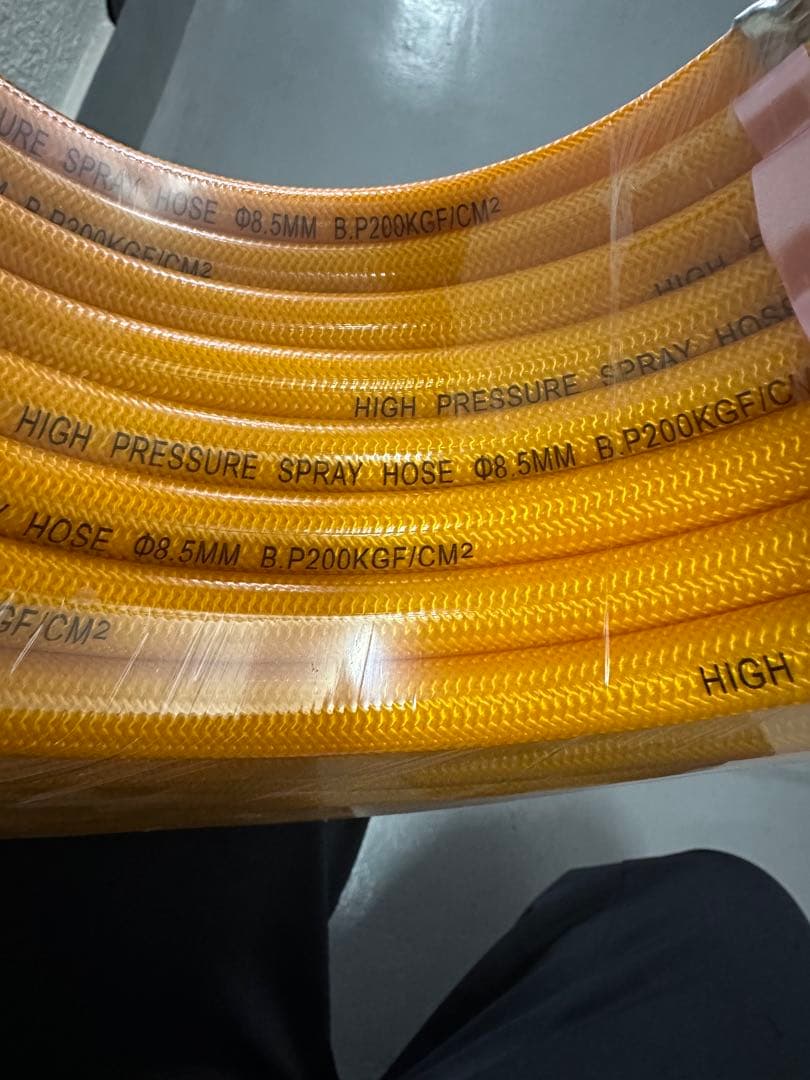 URE SPRAY HOSE Φ8.5MM B.P200KGF/CM²
B.P200KGF/CM²
HIGH
HIGH PRESSURE SPRAY HOSE
HIGH PRESSURE SPRAY HOSE Φ8.5MM B.P200KGF/C
Y HOSE Φ8.5MM B.P200KGF/CM²
GF/CM²
HIGH